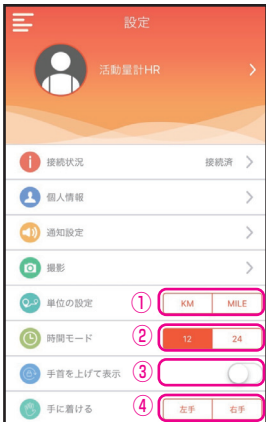 設定
活動量計HR
接続状況 接続済
個人情報
通知設定
撮影
単位の設定 ① KM MILE
時間モード ② 12 24
手首を上げて表示 ③
手に着ける ④ 左手 右手